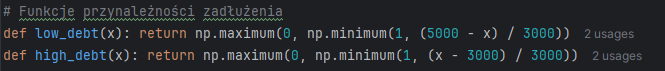 # Funkcje przynależności zadłużenia
def low_debt(x): return np.maximum(0, np.minimum(1, (5000 - x) / 3000)) 2 usages
def high_debt(x): return np.maximum(0, np.minimum(1, (x - 3000) / 3000)) 2 usages